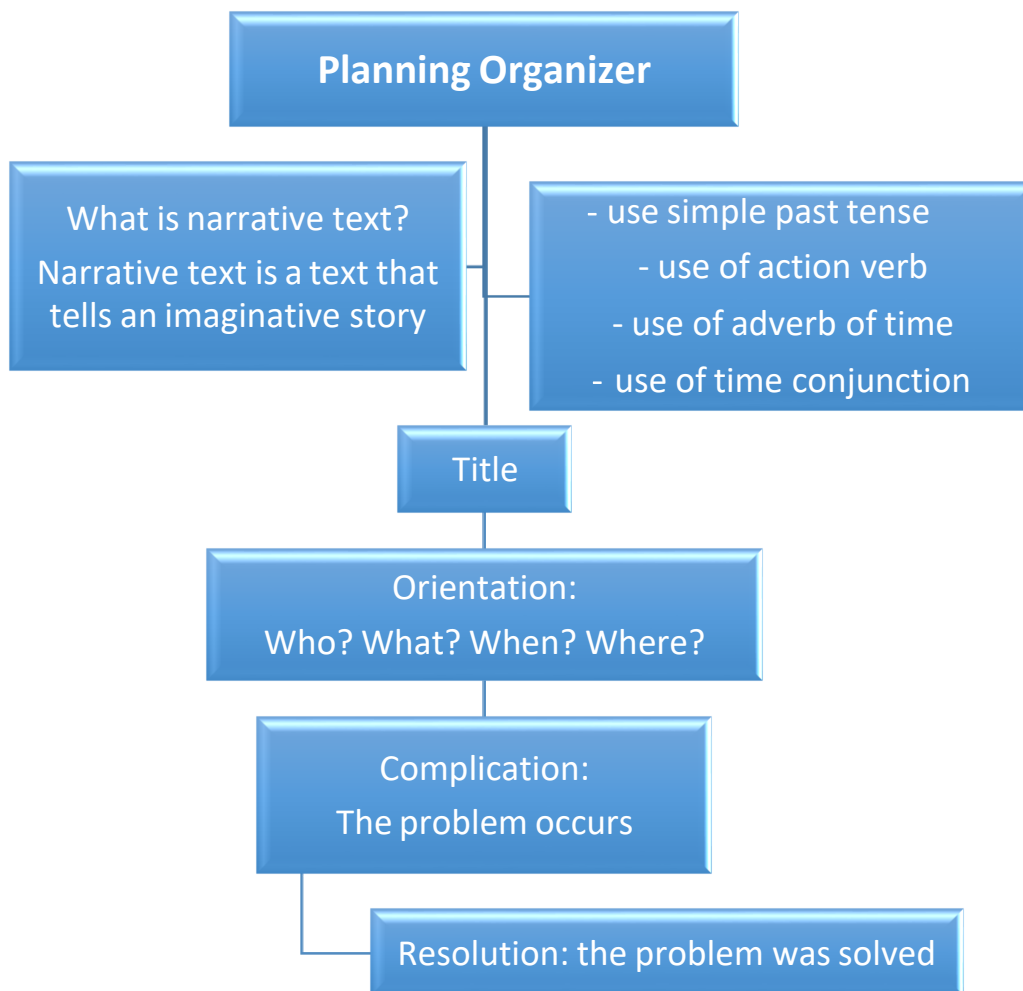 Planning Organizer
What is narrative text?
Narrative text is a text that
tells an imaginative story
- use simple past tense
- use of action verb
- use of adverb of time
- use of time conjunction
Title
Orientation:
Who? What? When? Where?
Complication:
The problem occurs
Resolution: the problem was solved